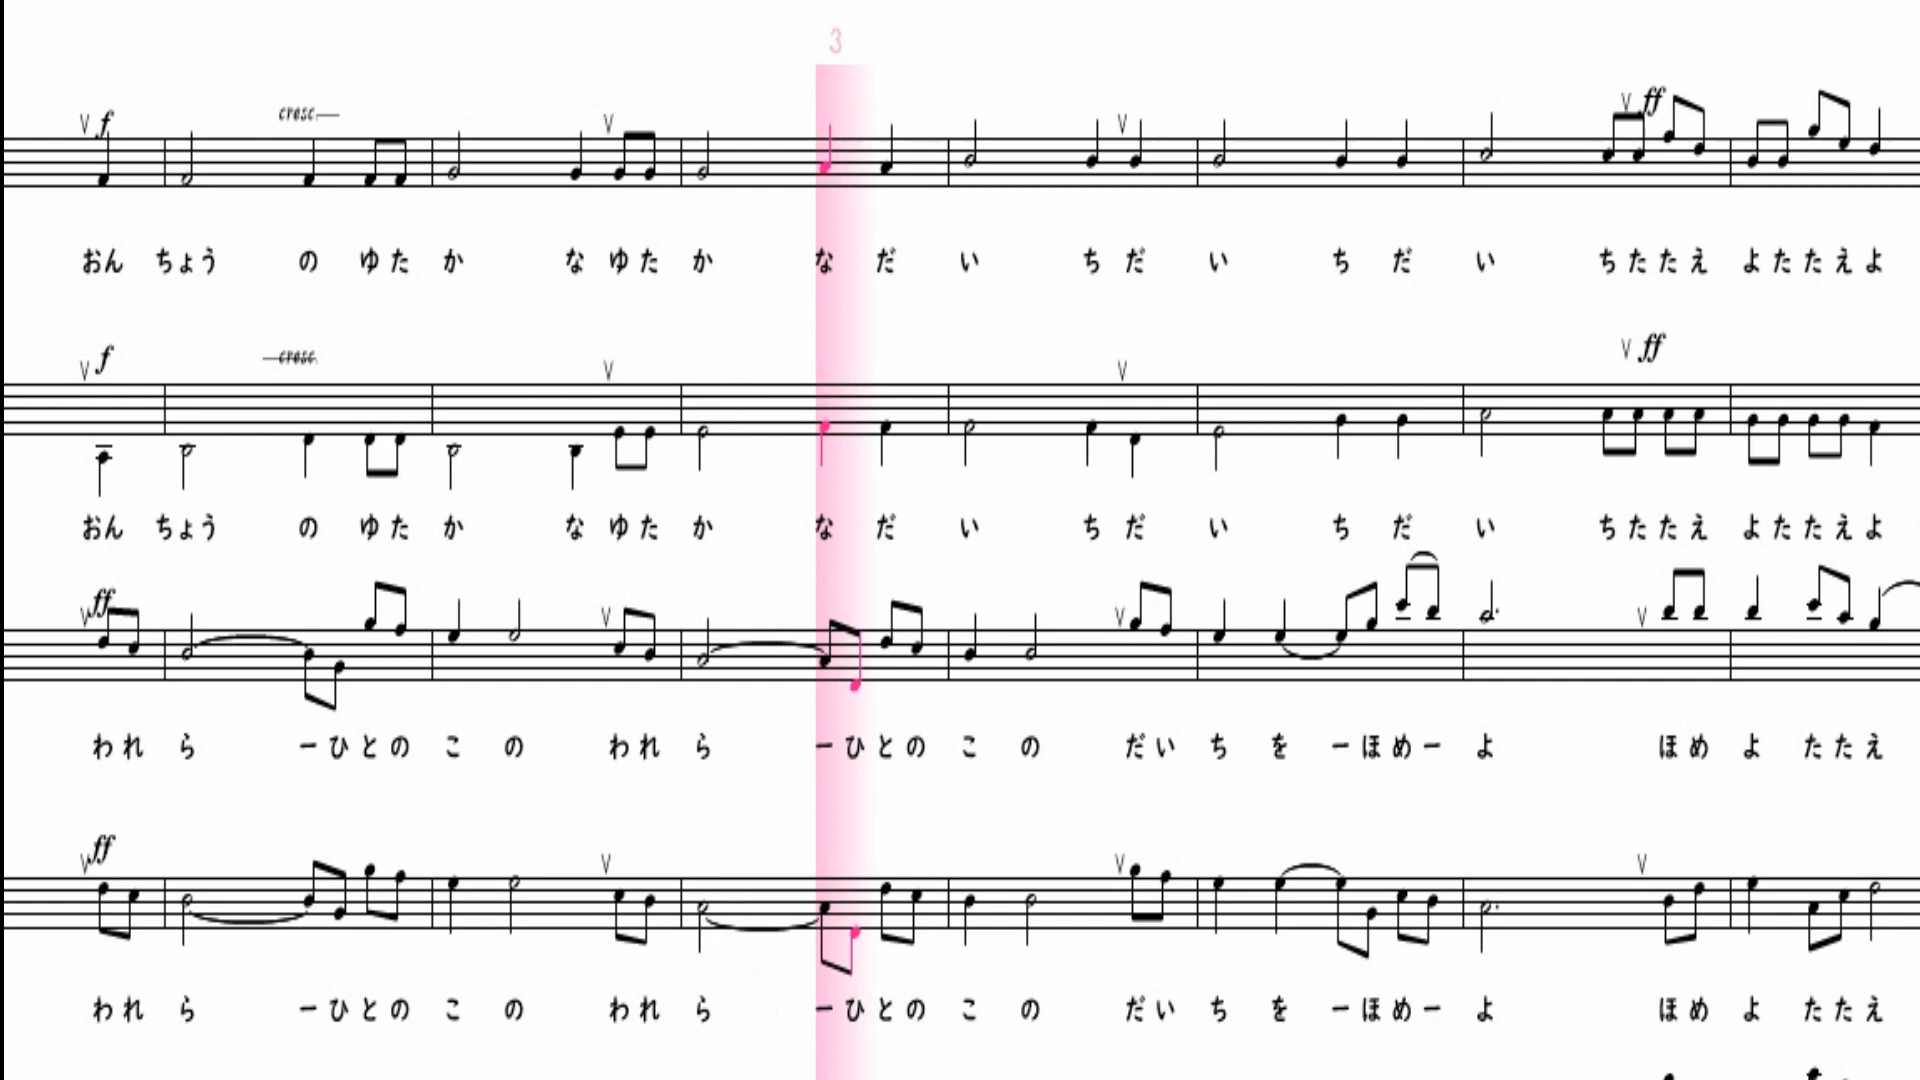 3
V f cresc. V V V ff
おん ちょう の ゆ た か な ゆ た か な だ い ち だ い ち だ い ち た た え よ た た え よ
V f cresc. V V V ff
おん ちょう の ゆ た か な ゆ た か な だ い ち だ い ち だ い ち た た え よ た た え よ
V ff V V V
わ れ ら ー ひ と の こ の わ れ ら ー ひ と の こ の だ い ち を ー ほ め ー よ ほ め よ た た え
V ff V V V
わ れ ら ー ひ と の こ の わ れ ら ー ひ と の こ の だ い ち を ー ほ め ー よ ほ め よ た た え